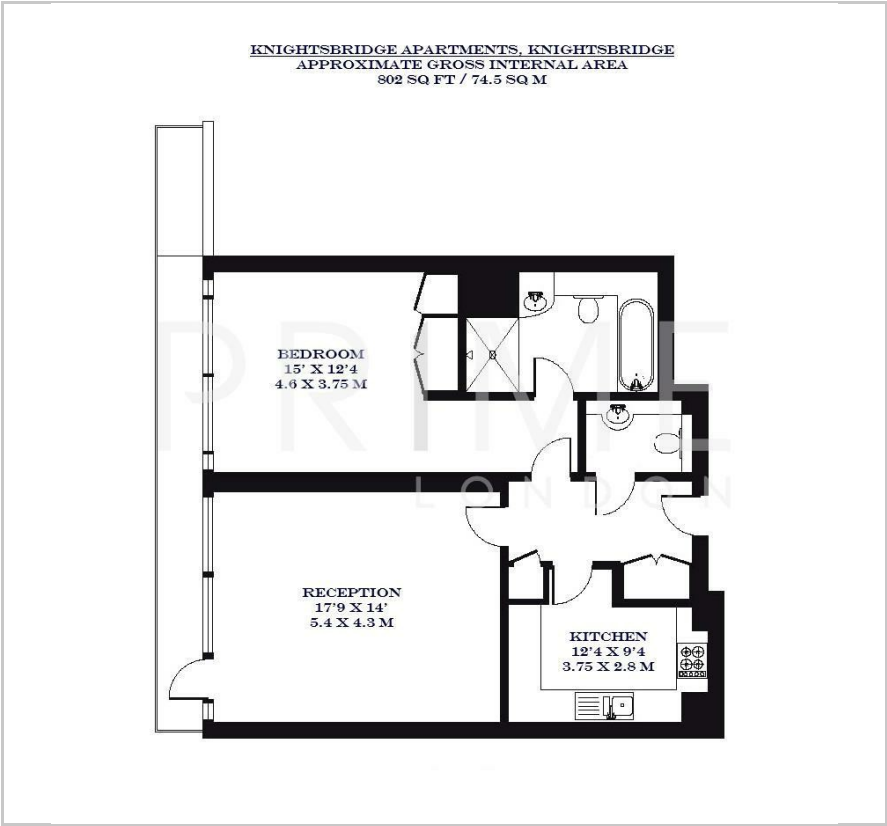 KNIGHTSBRIDGE APARTMENTS, KNIGHTSBRIDGE
APPROXIMATE GROSS INTERNAL AREA
802 SQ FT / 74.5 SQ M
BEDROOM
15' X 12'4
4.6 X 3.75 M
PRIME
LONDON
RECEPTION
17'9 X 14'
5.4 X 4.3 M
KITCHEN
12'4 X 9'4
3.75 X 2.8 M